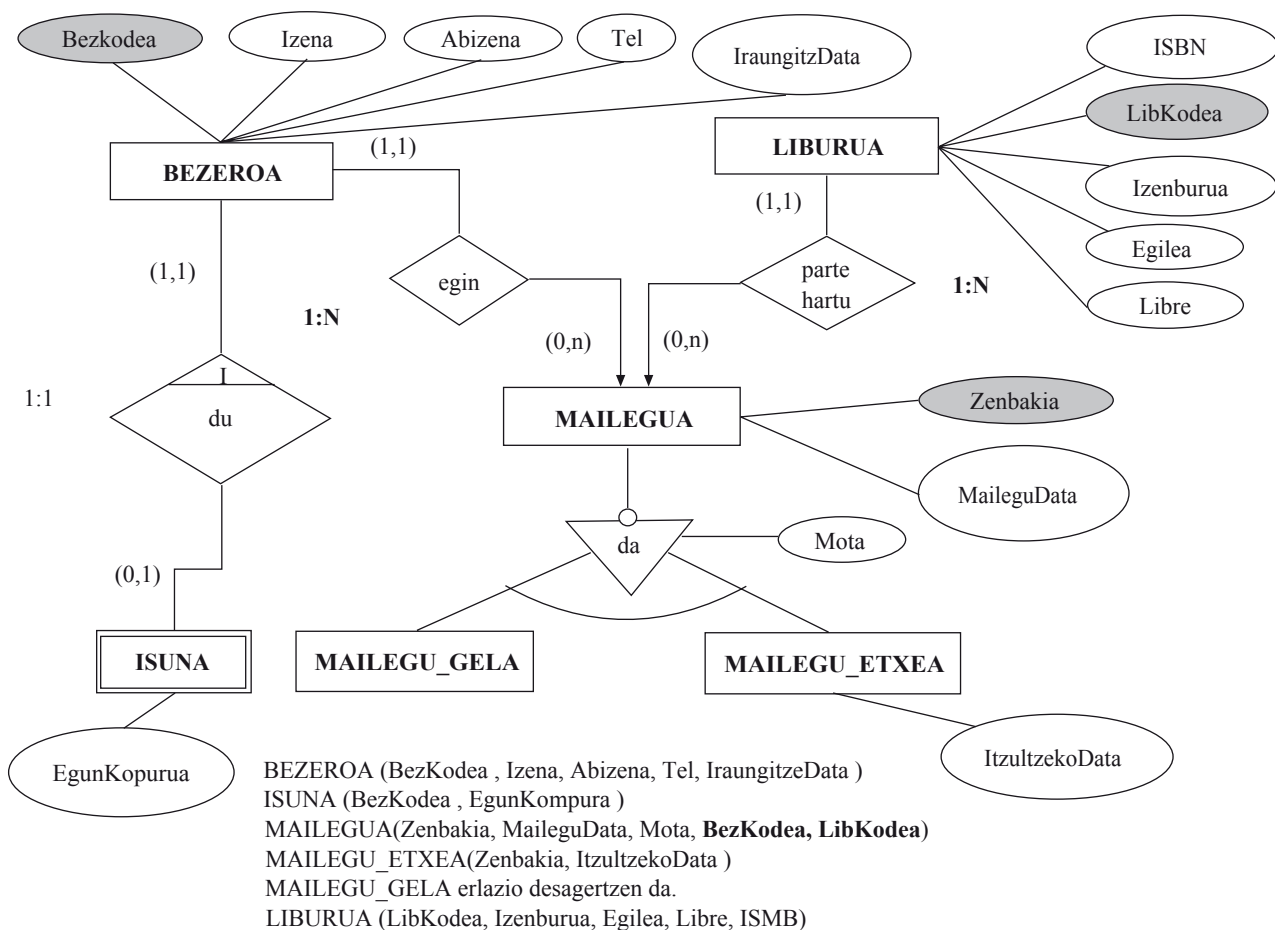 Bezkodea
Izena
Abizena
Tel
IraungitzData
ISBN
LibKodea
Izenburua
Egilea
Libre
BEZEROA
(1,1)
LIBURUA
(1,1)
(1,1)
egin
parte
hartu
1:N
1:N
(0,n)
(0,n)
1:1
I
du
MAILEGUA
Zenbakia
MaileguData
da
Mota
(0,1)
ISUNA
MAILEGU_GELA
MAILEGU_ETXEA
EgunKopurua
ItzultzekoData
BEZEROA (BezKodea , Izena, Abizena, Tel, IraungitzeData )
ISUNA (BezKodea , EgunKompura )
MAILEGUA(Zenbakia, MaileguData, Mota, BezKodea, LibKodea)
MAILEGU_ETXEA(Zenbakia, ItzultzekoData )
MAILEGU_GELA erlazio desagertzen da.
LIBURUA (LibKodea, Izenburua, Egilea, Libre, ISMB)